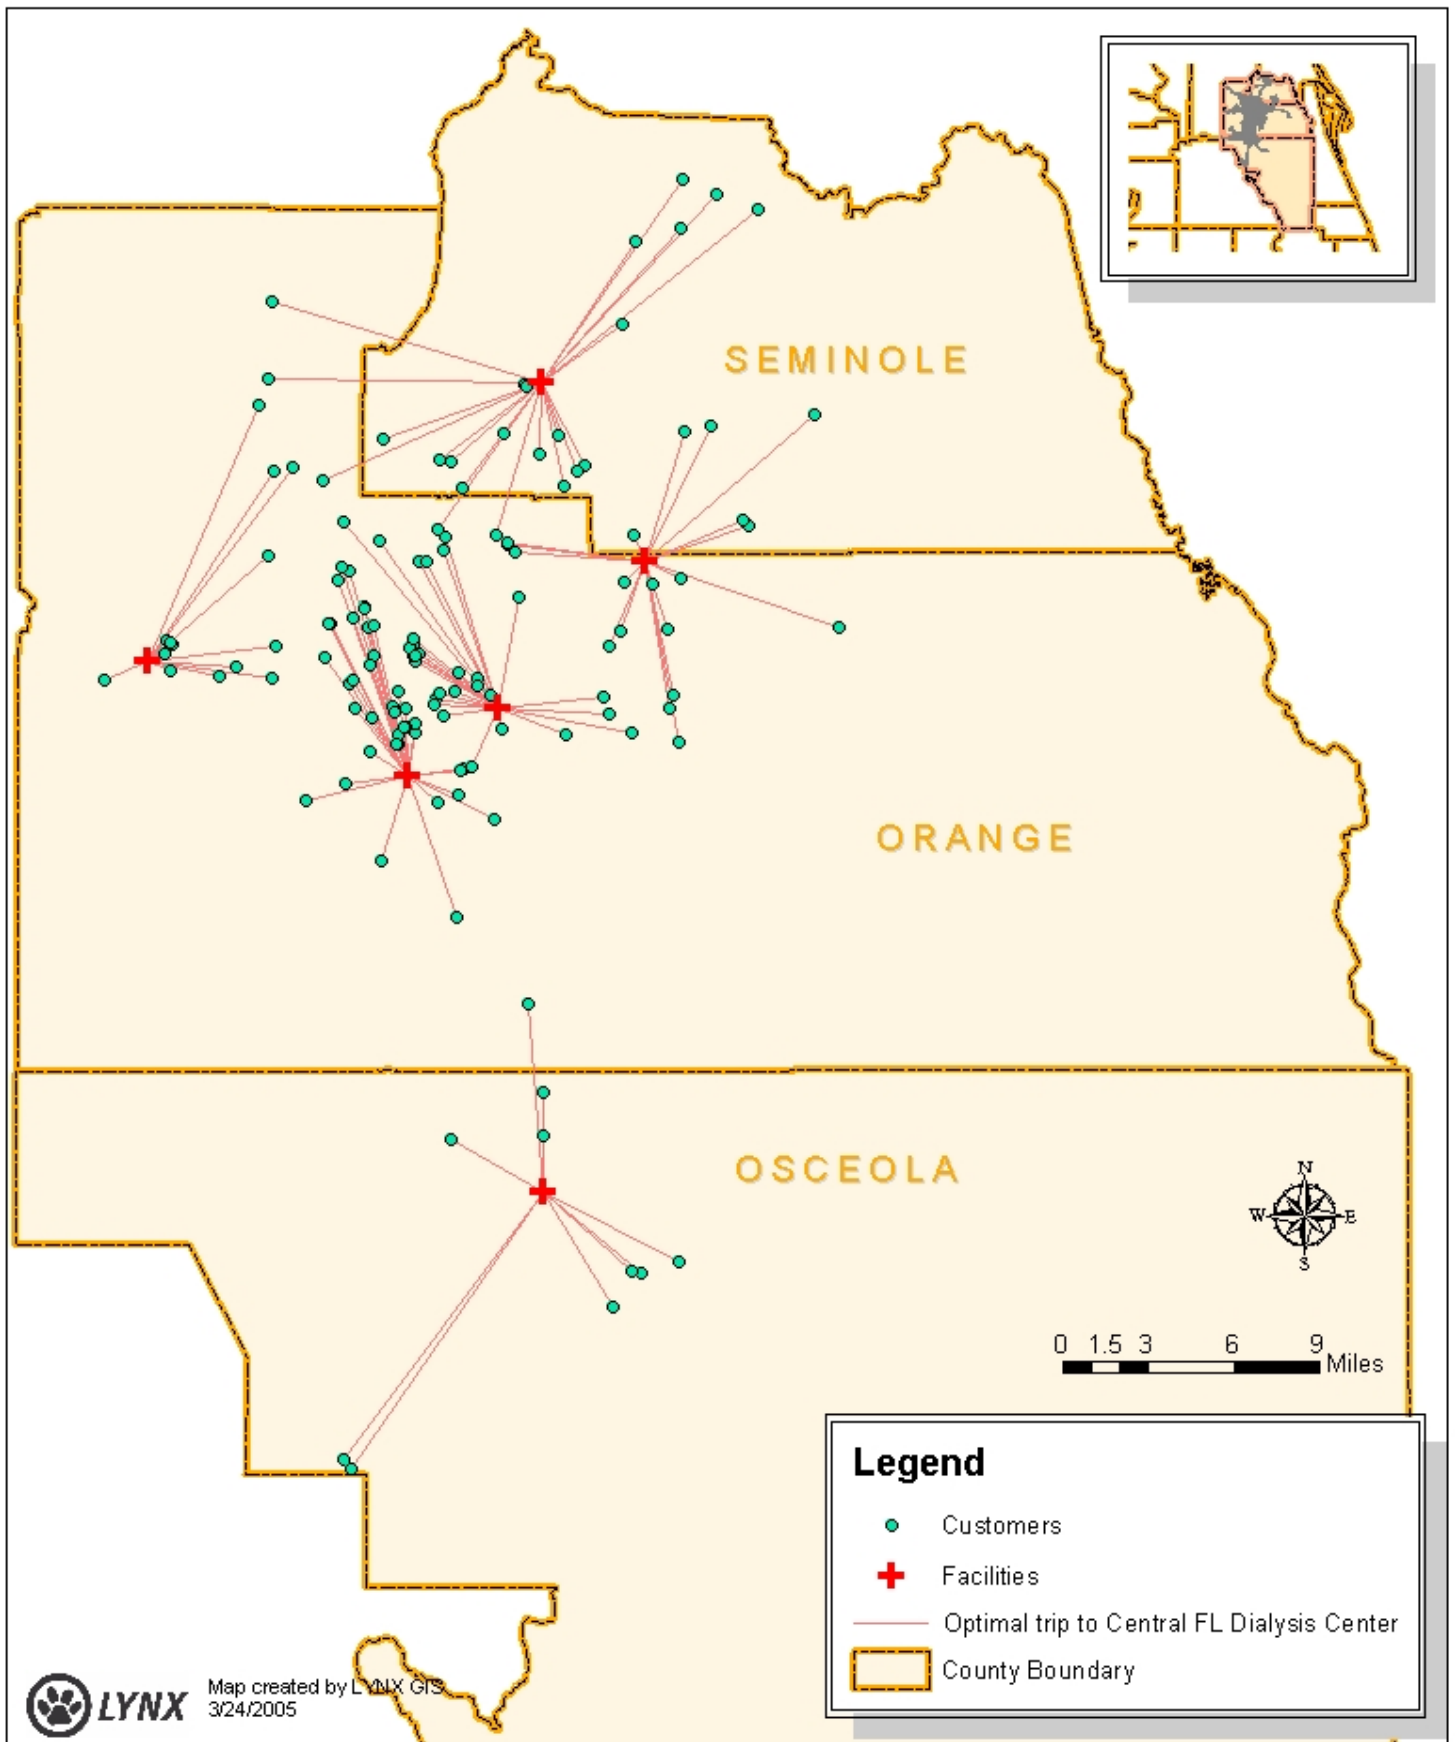 SEMINOLE
ORANGE
OSCEOLA
N
W E
S
0 1.5 3 6 9
Miles
Legend
Customers
Facilities
Optimal trip to Central FL Dialysis Center
County Boundary
LYNX
Map created by LYNX GIS
3/24/2005